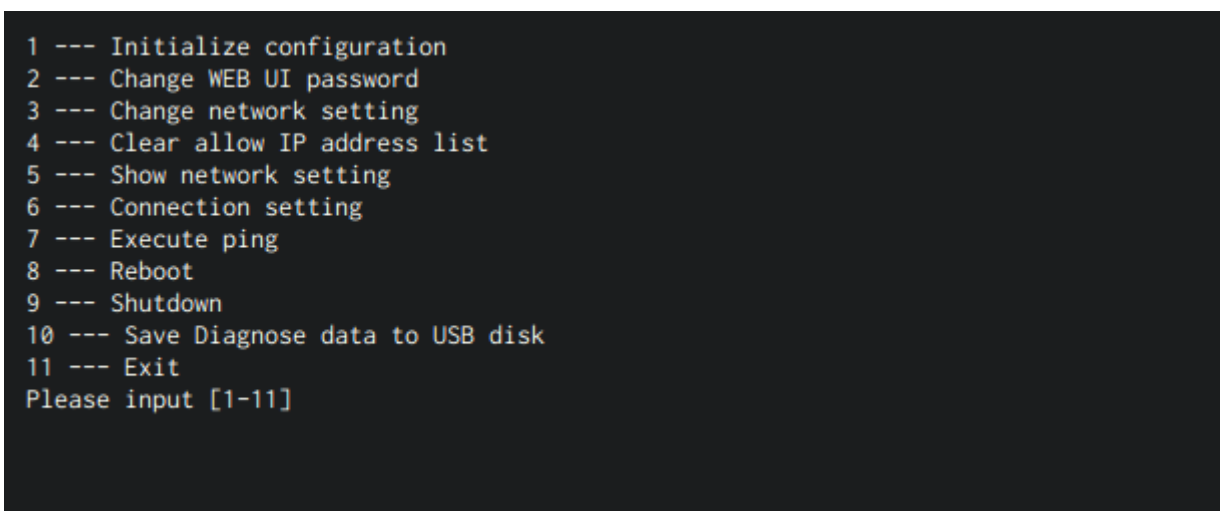 1 --- Initialize configuration
2 --- Change WEB UI password
3 --- Change network setting
4 --- Clear allow IP address list
5 --- Show network setting
6 --- Connection setting
7 --- Execute ping
8 --- Reboot
9 --- Shutdown
10 --- Save Diagnose data to USB disk
11 --- Exit
Please input [1-11]